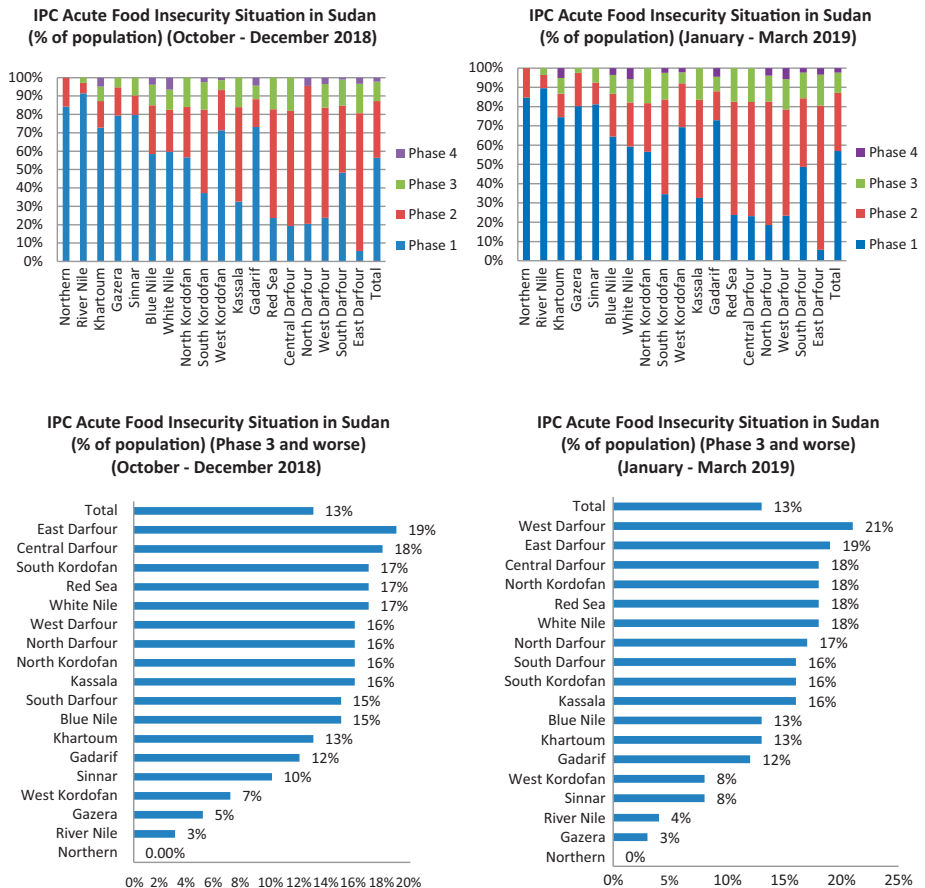 IPC Acute Food Insecurity Situation in Sudan
(% of population) (October - December 2018)
100%
90%
80%
70%
60%
50%
40%
30%
20%
10%
0%
Northern
River Nile
Khartoum
Gazera
Sinnar
Blue Nile
White Nile
North Kordofan
South Kordofan
West Kordofan
Kassala
Gadarif
Red Sea
Central Darfour
North Darfour
West Darfour
South Darfour
East Darfour
Total
Phase 4
Phase 3
Phase 2
Phase 1
IPC Acute Food Insecurity Situation in Sudan
(% of population) (January - March 2019)
100%
90%
80%
70%
60%
50%
40%
30%
20%
10%
0%
Northern
River Nile
Khartoum
Gazera
Sinnar
Blue Nile
White Nile
North Kordofan
South Kordofan
West Kordofan
Kassala
Gadarif
Red Sea
Central Darfour
North Darfour
West Darfour
South Darfour
East Darfour
Total
Phase 4
Phase 3
Phase 2
Phase 1
IPC Acute Food Insecurity Situation in Sudan
(% of population) (Phase 3 and worse)
(October - December 2018)
Total 13%
East Darfour 19%
Central Darfour 18%
South Kordofan 17%
Red Sea 17%
White Nile 17%
West Darfour 16%
North Darfour 16%
North Kordofan 16%
Kassala 16%
South Darfour 15%
Blue Nile 15%
Khartoum 13%
Gadarif 12%
Sinnar 10%
West Kordofan 7%
Gazera 5%
River Nile 3%
Northern 0.00%
0% 2% 4% 6% 8% 10% 12% 14% 16% 18% 20%
IPC Acute Food Insecurity Situation in Sudan
(% of population) (Phase 3 and worse)
(January - March 2019)
Total 13%
West Darfour 21%
East Darfour 19%
Central Darfour 18%
North Kordofan 18%
Red Sea 18%
White Nile 18%
North Darfour 17%
South Darfour 16%
South Kordofan 16%
Kassala 16%
Blue Nile 13%
Khartoum 13%
Gadarif 12%
West Kordofan 8%
Sinnar 8%
River Nile 4%
Gazera 3%
Northern 0%
0% 5% 10% 15% 20% 25%